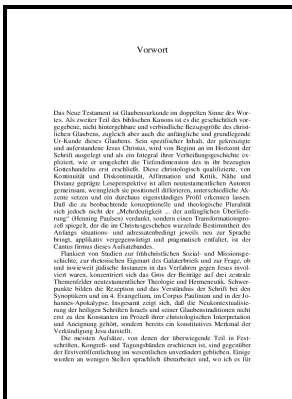 Vorwort
Das Neue Testament ist Glaubensurkunde im doppelten Sinne des Wor-
tes. Als zweiter Teil des biblischen Kanons ist es die geschichtlich vor-
gegebene, nicht hintergehbare und verbindliche Bezugsgröße des christ-
lichen Glaubens, zugleich aber auch die anfängliche und grundlegende
Ur-Kunde dieses Glaubens. Sein spezifischer Inhalt, der gekreuzigte
und auferstandene Jesus Christus, wird von Beginn an im Horizont der
Schrift ausgelegt und als ein Integral ihrer Verheißungsgeschichte ex-
pliziert, wie er umgekehrt die Tiefendimension des in ihr bezeugten
Gotteshandelns erst erschließt. Diese christologisch qualifizierte, von
Kontinuität und Diskontinuität, Affirmation und Kritik, Nähe und
Distanz geprägte Leseperspektive ist allen neutestamentlichen Autoren
gemeinsam, wenngleich sie positionell differieren, unterschiedliche Ak-
zente setzen und ein durchaus eigenständiges Profil erkennen lassen.
Daß die zu beobachtende konzeptionelle und theologische Pluralität
sich jedoch nicht der „Mehrdeutigkeit ... der anfänglichen Überliefe-
rung“ (Henning Paulsen) verdankt, sondern einen Transformationspro-
zeß spiegelt, der die im Christusgeschehen wurzelnde Bestimmtheit des
Anfangs situations- und adressatenbedingt jeweils neu zur Sprache
bringt, applikativ vergegenwärtigt und pragmatisch entfaltet, ist der
Cantus firmus dieses Aufsatzbandes.
Flankiert von Studien zur frühchristlichen Sozial- und Missionsge-
schichte, zur rhetorischen Eigenart des Galaterbriefs und zur Frage, ob
und inwieweit jüdische Instanzen in das Verfahren gegen Jesus invol-
viert waren, konzentriert sich das Gros der Beiträge auf drei zentrale
Themenfelder neutestamentlicher Theologie und Hermeneutik. Schwer-
punkte bilden die Rezeption und das Verständnis der Schrift bei den
Synoptikern und im 4. Evangelium, im Corpus Paulinum und in der Jo-
hannes-Apokalypse. Insgesamt zeigt sich, daß die Neukontextualisie-
rung der heiligen Schriften Israels und seiner Glaubenstraditionen nicht
erst zu den Konstanten im Prozeß ihrer christologischen Interpretation
und Aneignung gehört, sondern bereits ein konstitutives Merkmal der
Verkündigung Jesu darstellt.
Die meisten Aufsätze, von denen der überwiegende Teil in Fest-
schriften, Kongreß- und Tagungsbänden erschienen ist, sind gegenüber
der Erstveröffentlichung im wesentlichen unverändert geblieben. Einige
wurden an wenigen Stellen sprachlich überarbeitet und, wo ich es für